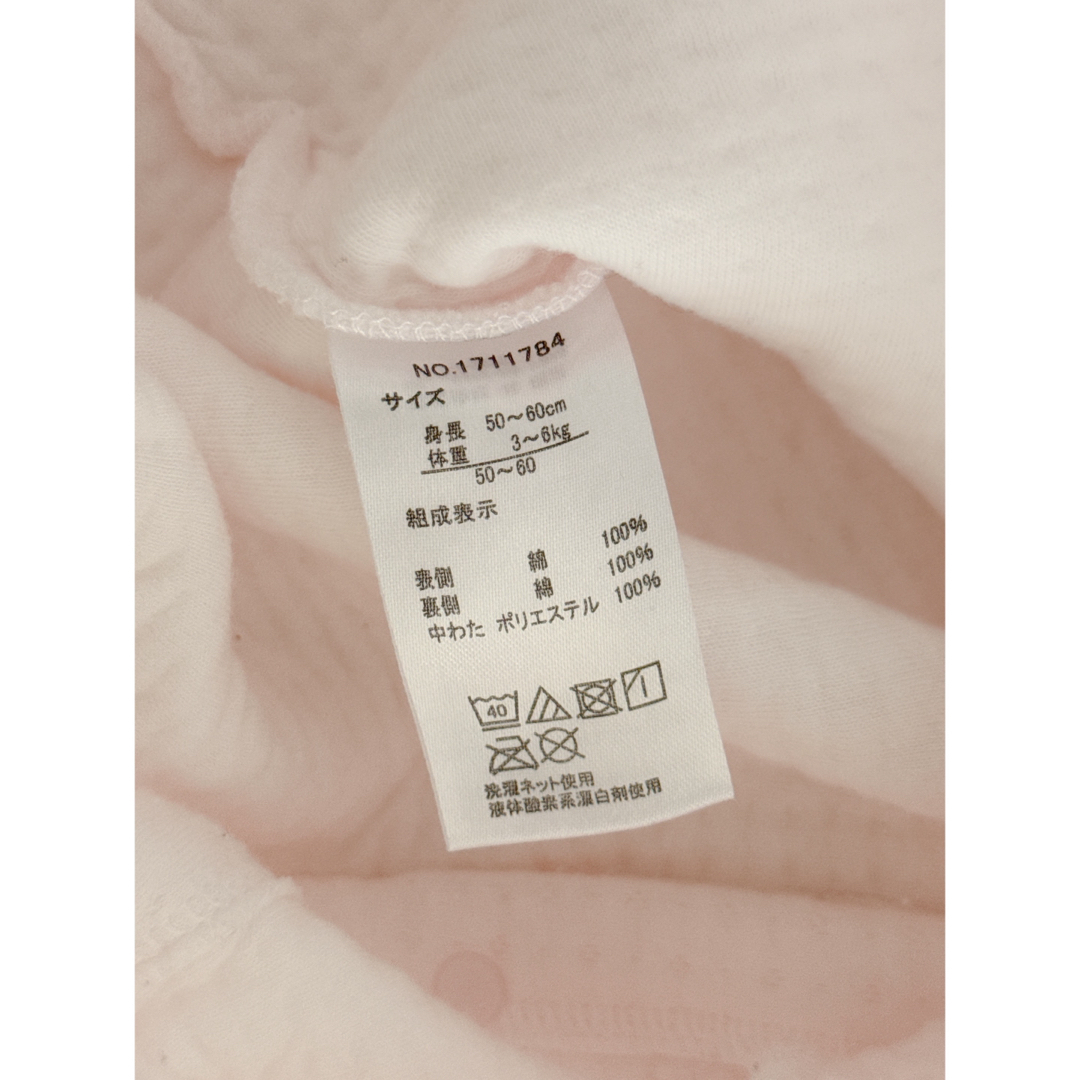 NO.1711784
サイズ
身長 50～60cm
体重 3～6kg
50～60
組成表示
表側 綿 100%
裏側 綿 100%
中わた ポリエステル 100%
40
洗濯ネット使用
液体酸素系漂白剤使用